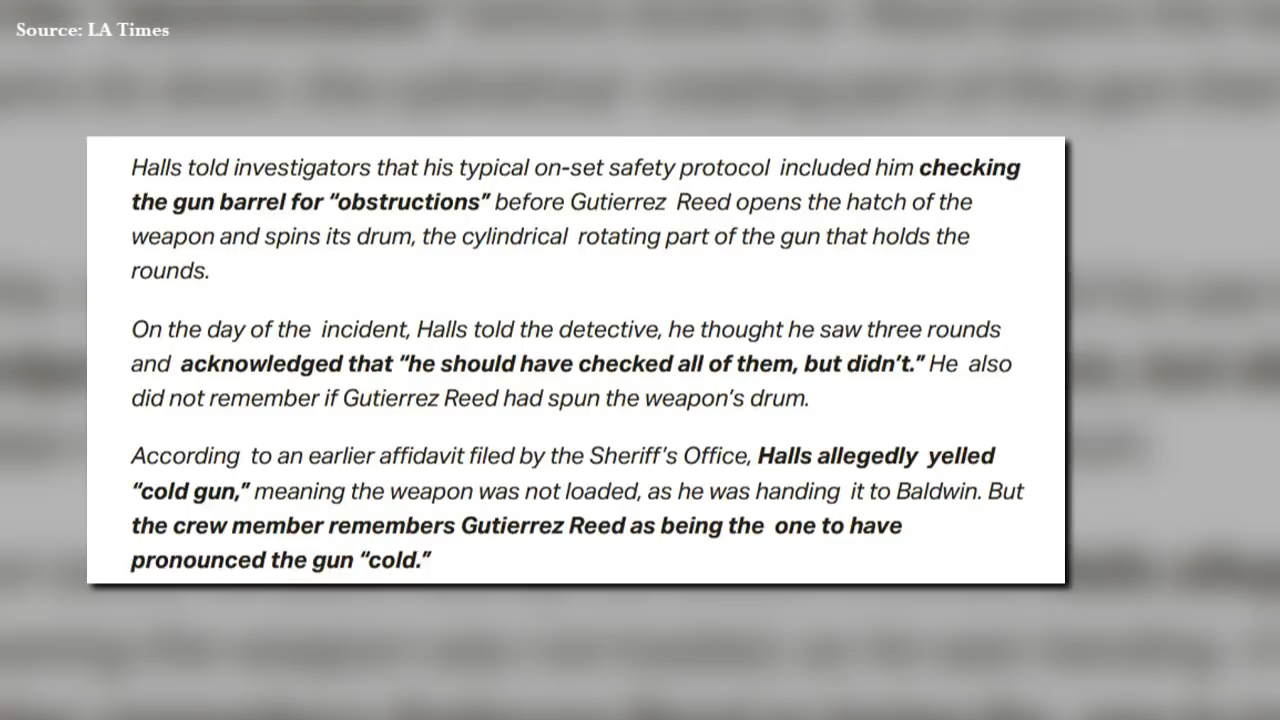 Source: LA Times
Halls told investigators that his typical on-set safety protocol included him checking
the gun barrel for “obstructions” before Gutierrez Reed opens the hatch of the
weapon and spins its drum, the cylindrical rotating part of the gun that holds the
rounds.
On the day of the incident, Halls told the detective, he thought he saw three rounds
and acknowledged that “he should have checked all of them, but didn’t.” He also
did not remember if Gutierrez Reed had spun the weapon’s drum.
According to an earlier affidavit filed by the Sheriff’s Office, Halls allegedly yelled
“cold gun,” meaning the weapon was not loaded, as he was handing it to Baldwin. But
the crew member remembers Gutierrez Reed as being the one to have
pronounced the gun “cold.”